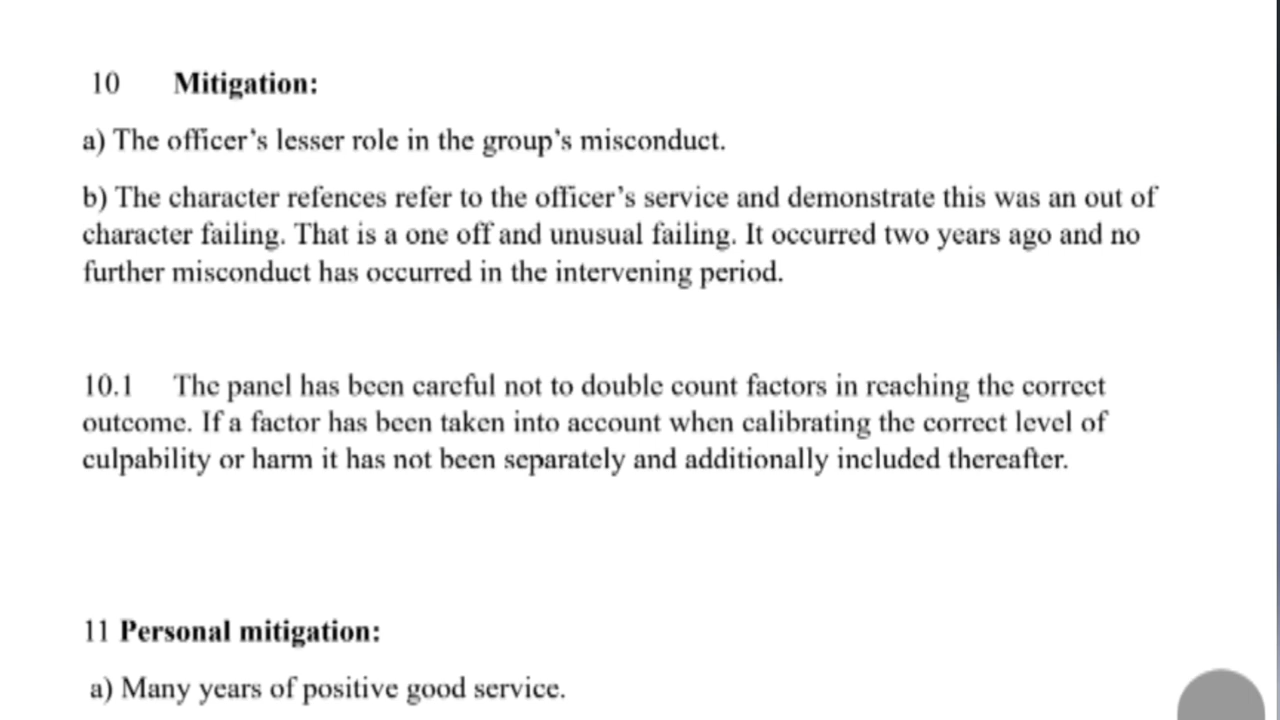 10 Mitigation:
a) The officer’s lesser role in the group’s misconduct.
b) The character refences refer to the officer’s service and demonstrate this was an out of
character failing. That is a one off and unusual failing. It occurred two years ago and no
further misconduct has occurred in the intervening period.
10.1 The panel has been careful not to double count factors in reaching the correct
outcome. If a factor has been taken into account when calibrating the correct level of
culpability or harm it has not been separately and additionally included thereafter.
11 Personal mitigation:
a) Many years of positive good service.